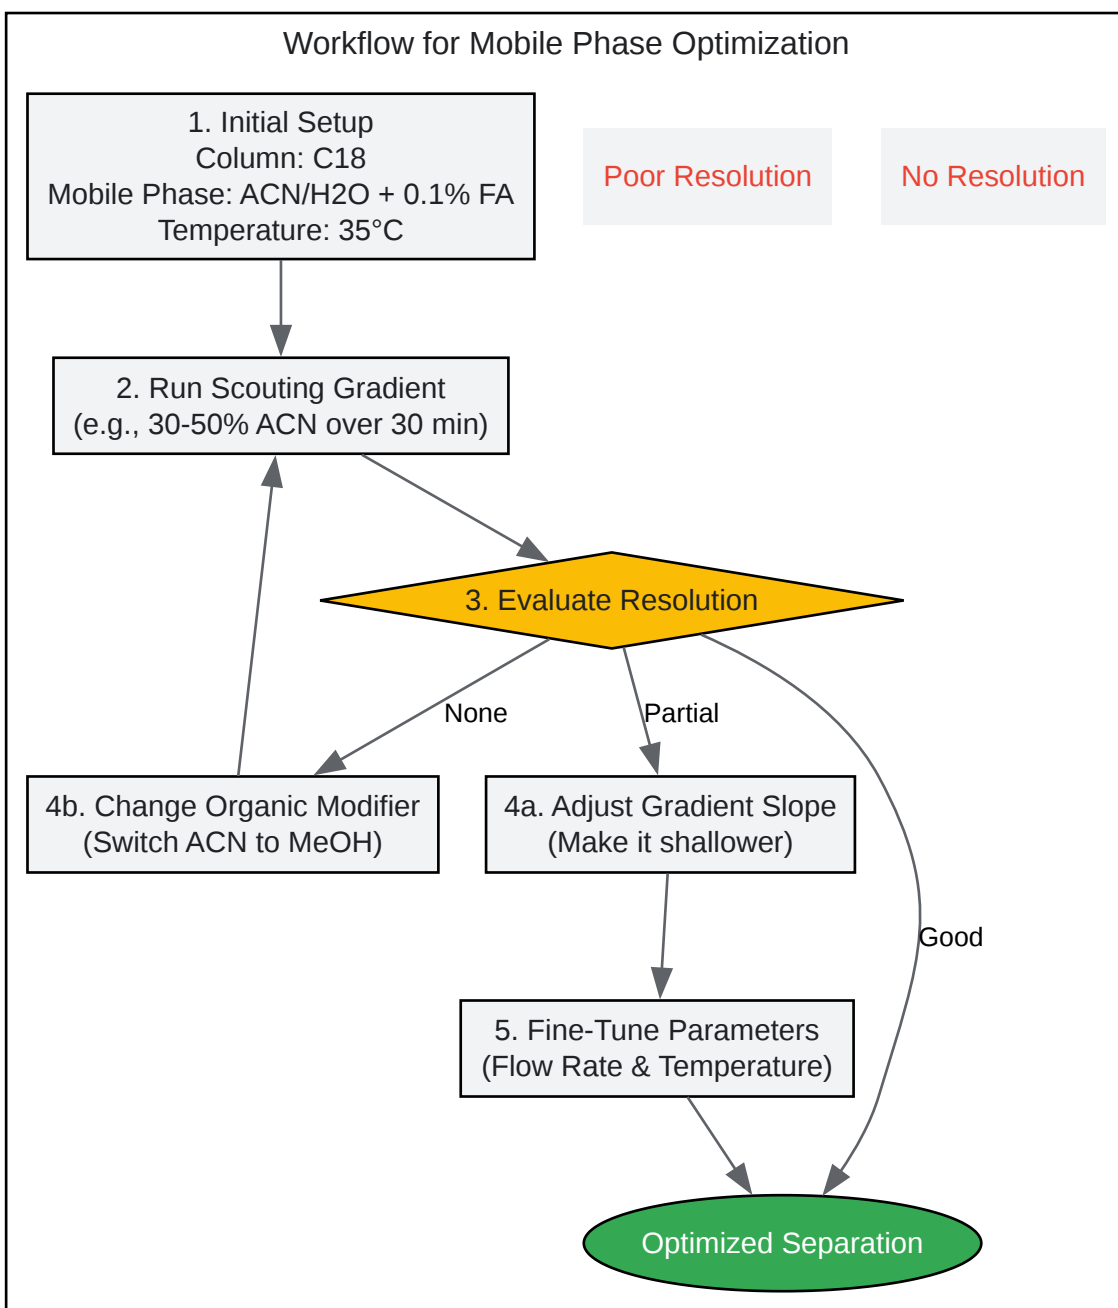 Workflow for Mobile Phase Optimization
1. Initial Setup
Column: C18
Mobile Phase: ACN/H2O + 0.1% FA
Temperature: 35°C
Poor Resolution
No Resolution
2. Run Scouting Gradient
(e.g., 30-50% ACN over 30 min)
3. Evaluate Resolution
None
Partial
4b. Change Organic Modifier
(Switch ACN to MeOH)
4a. Adjust Gradient Slope
(Make it shallower)
Good
5. Fine-Tune Parameters
(Flow Rate & Temperature)
Optimized Separation